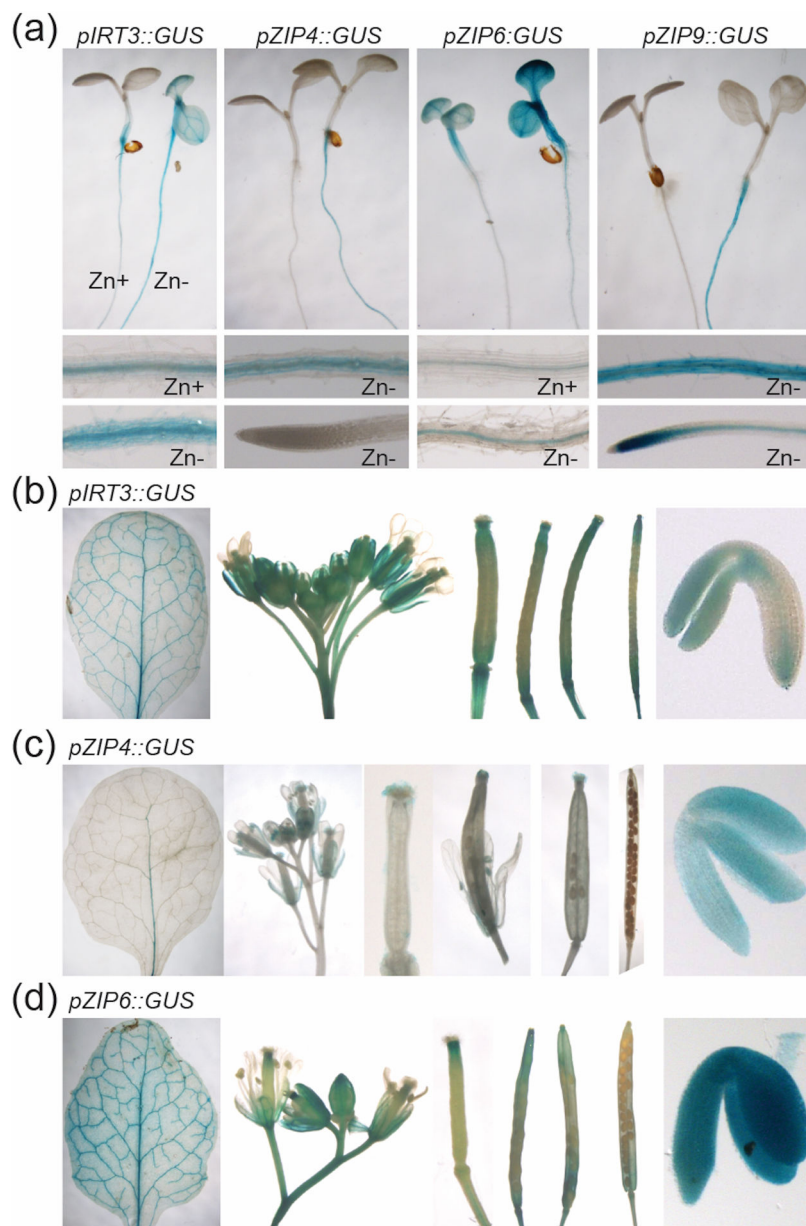 (a) pIRT3::GUS pZIP4::GUS pZIP6:GUS pZIP9::GUS
Zn+ Zn-
Zn+ Zn- Zn+ Zn-
Zn- Zn- Zn- Zn-
(b) pIRT3::GUS
(c) pZIP4::GUS
(d) pZIP6::GUS